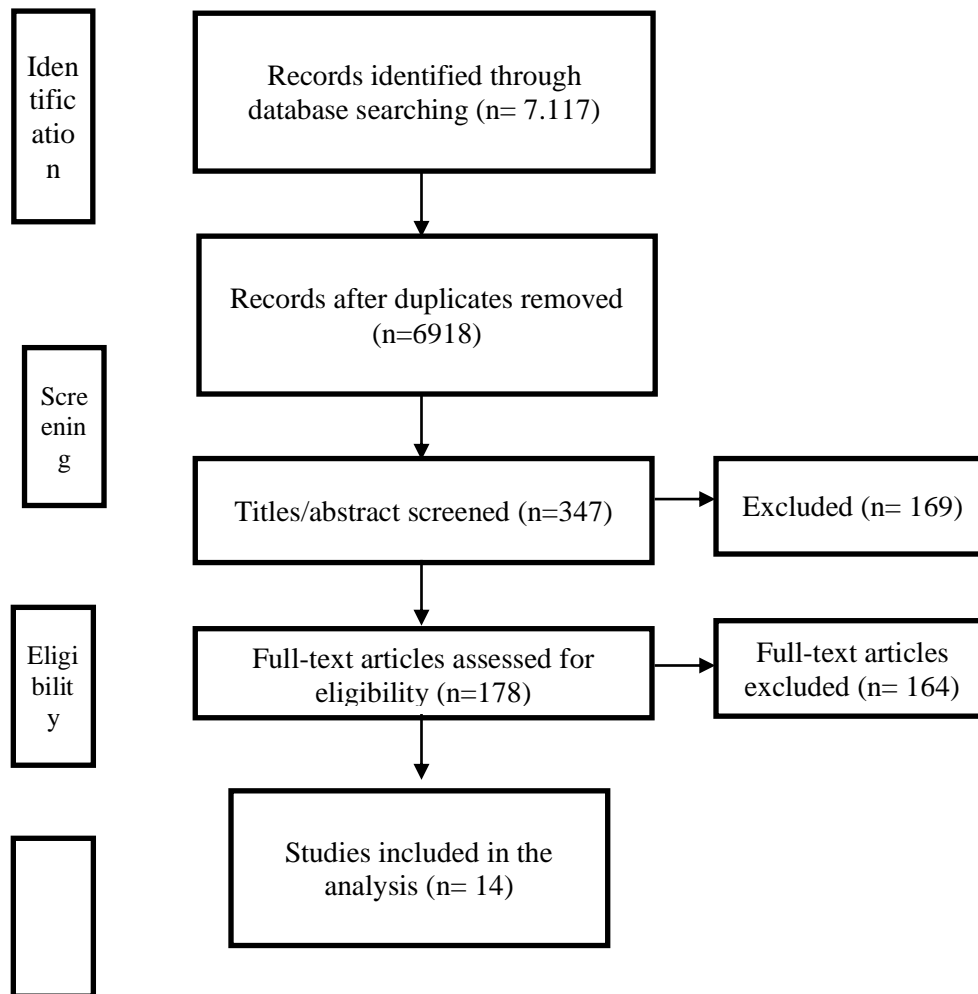 Iden
tific
atio
n
Records identified through
database searching (n= 7.117)
Records after duplicates removed
(n=6918)
Scre
enin
g
Titles/abstract screened (n=347)
Excluded (n= 169)
Eligi
bilit
y
Full-text articles assessed for
eligibility (n=178)
Full-text articles
excluded (n= 164)
Studies included in the
analysis (n= 14)